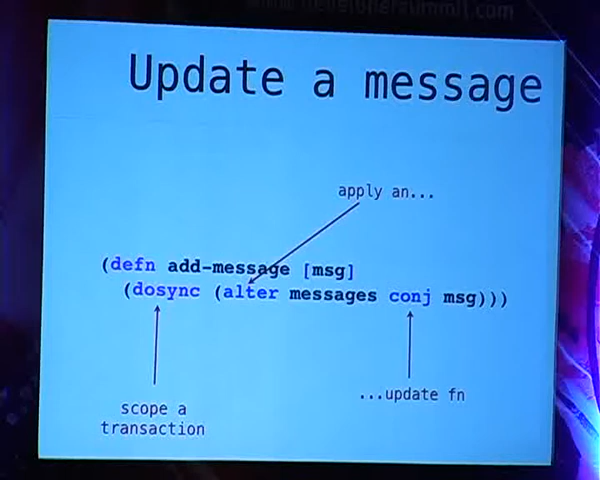 Update a message
apply an...
(defn add-message [msg]
(dosync (alter messages conj msg)))
...update fn
scope a
transaction